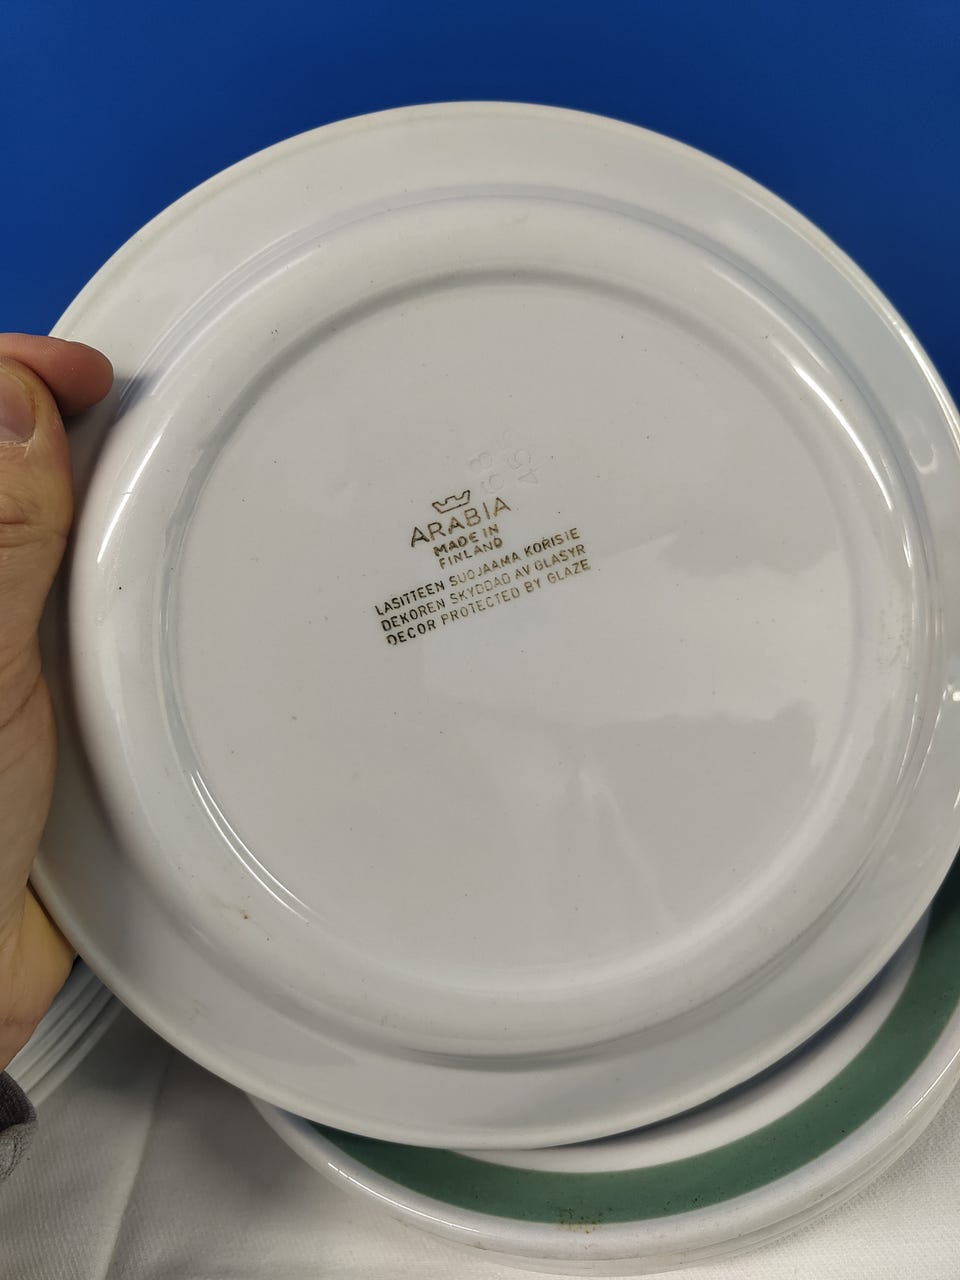 ARABIA
MADE IN
FINLAND
LASITTEEN SUOJAAMA KORISTE
DEKOREN SKYDDAD AV GLASYR
DECOR PROTECTED BY GLAZE